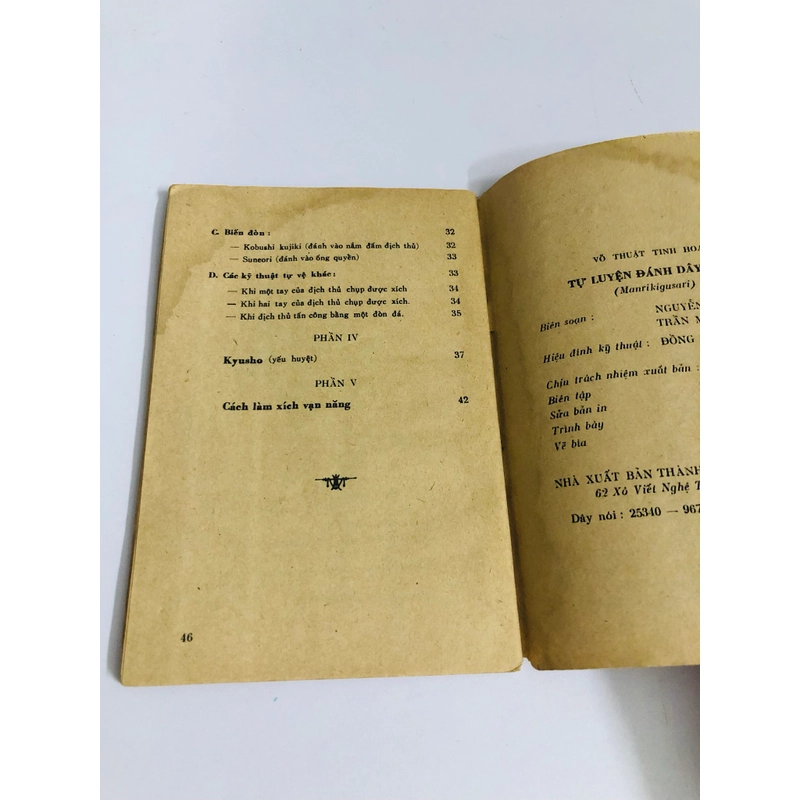 C. Biến đòn : 32
— Kobushi kujiki (đánh vào nắm đấm địch thủ) 32
— Suneori (đánh vào ống quyền) 33
D. Các kỹ thuật tự vệ khác : 33
— Khi một tay của địch thủ chụp được xích 34
— Khi hai tay của địch thủ chụp được xích. 34
— Khi địch thủ tấn công bằng một đòn đá. 35
PHẦN IV
Kyusho (yếu huyệt) 37
PHẦN V
Cách làm xích vạn năng 42
46
VÕ THUẬT TINH HOA
TỰ LUYỆN ĐÁNH DÂY
(Manrikigusari)
Biên soạn : NGUYỄN
TRẦN
Hiệu đính kỹ thuật : ĐỒNG
Chịu trách nhiệm xuất bản :
Biên tập
Sửa bản in
Trình bày
Vẽ bìa
NHÀ XUẤT BẢN THÀNH
62 Xô Viết Nghệ T
Dây nói : 25340 — 967